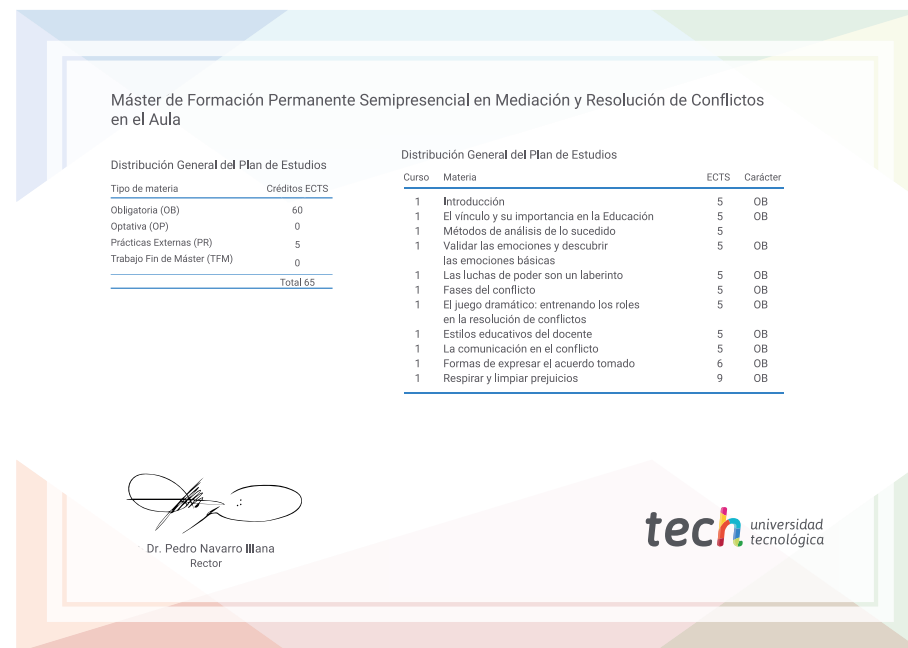 Máster de Formación Permanente Semipresencial en Mediación y Resolución de Conflictos
en el Aula
Distribución General del Plan de Estudios
Tipo de materia Créditos ECTS
Obligatoria (OB) 60
Optativa (OP) 0
Prácticas Externas (PR) 5
Trabajo Fin de Máster (TFM) 0
Total 65
Distribución General del Plan de Estudios
Curso Materia ECTS Carácter
1 Introducción 5 OB
1 El vínculo y su importancia en la Educación 5 OB
1 Métodos de análisis de lo sucedido 5
1 Validar las emociones y descubrir 5 OB
las emociones básicas
1 Las luchas de poder son un laberinto 5 OB
1 Fases del conflicto 5 OB
1 El juego dramático: entrenando los roles 5 OB
en la resolución de conflictos
1 Estilos educativos del docente 5 OB
1 La comunicación en el conflicto 5 OB
1 Formas de expresar el acuerdo tomado 6 OB
1 Respirar y limpiar prejuicios 9 OB
Dr. Pedro Navarro Illana
Rector
tech universidad
tecnológica